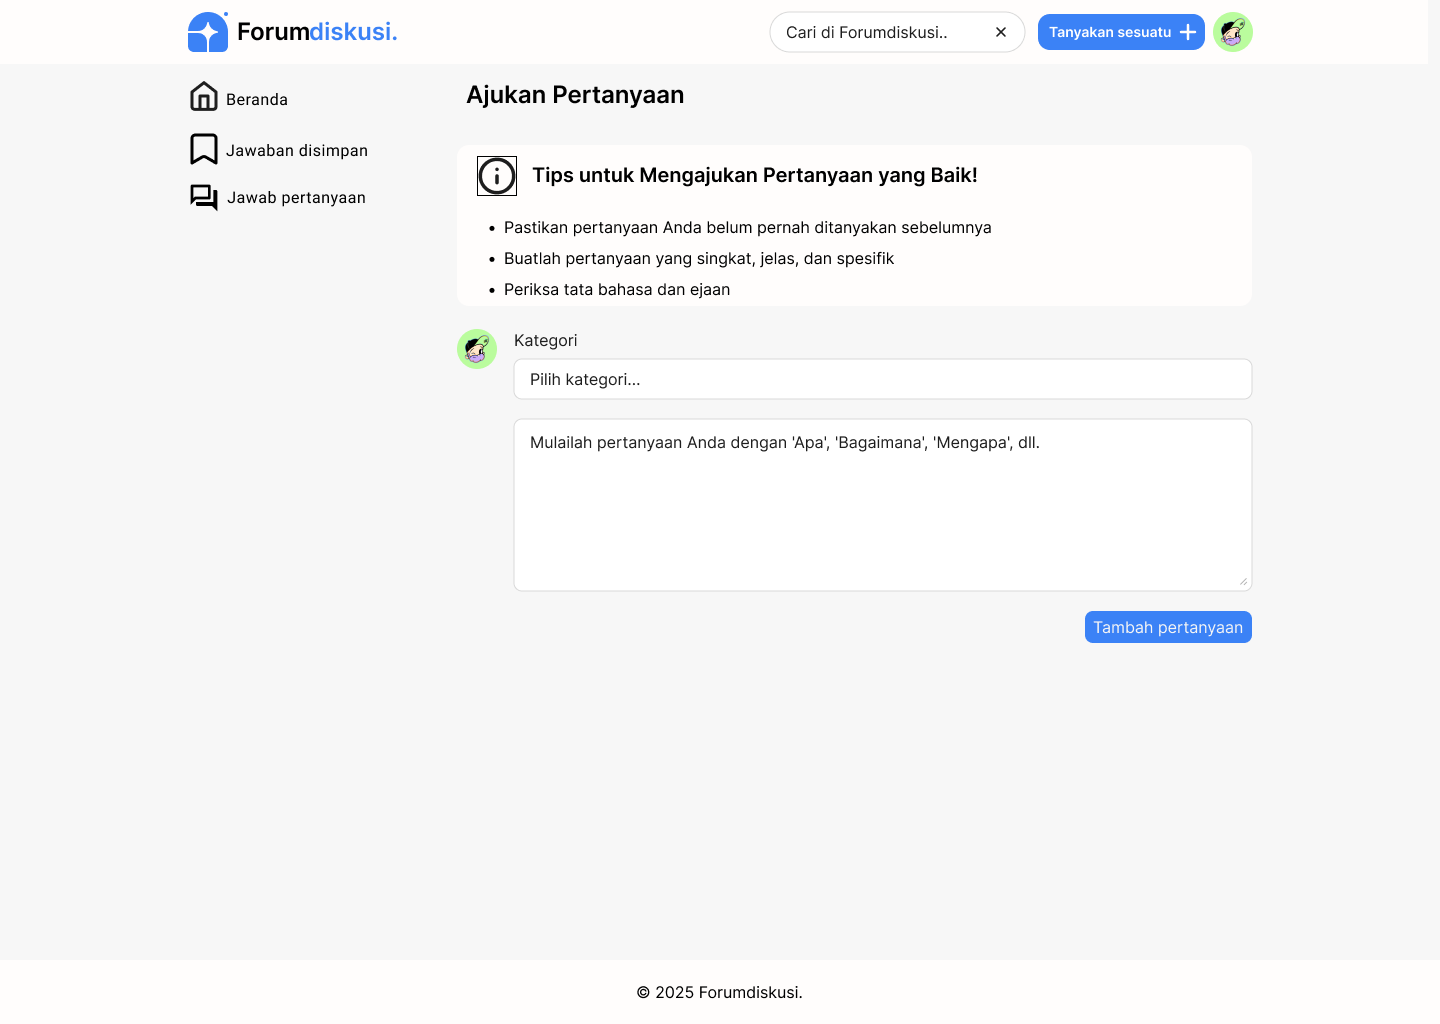 Forumdiskusi.
Cari di Forumdiskusi..
Tanyakan sesuatu
Beranda
Jawaban disimpan
Jawab pertanyaan
Ajukan Pertanyaan
Tips untuk Mengajukan Pertanyaan yang Baik!
• Pastikan pertanyaan Anda belum pernah ditanyakan sebelumnya
• Buatlah pertanyaan yang singkat, jelas, dan spesifik
• Periksa tata bahasa dan ejaan
Kategori
Pilih kategori...
Mulailah pertanyaan Anda dengan 'Apa', 'Bagaimana', 'Mengapa', dll.
Tambah pertanyaan
© 2025 Forumdiskusi.